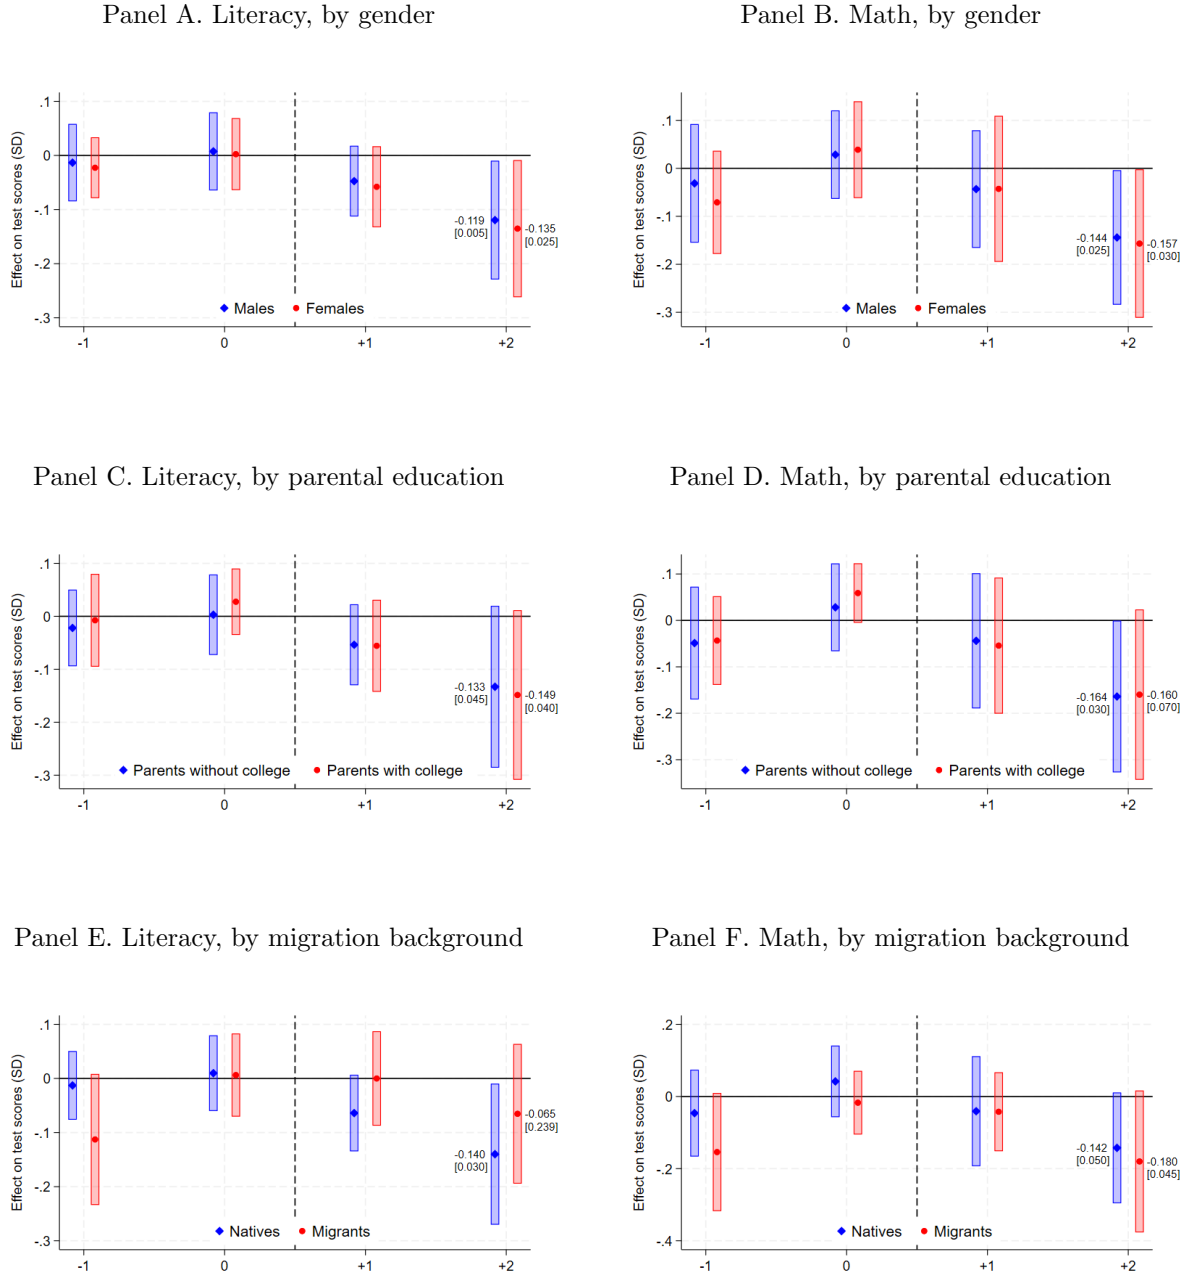 Panel A. Literacy, by gender
Effect on test scores (SD)
.1
0
-.1
-.2
-.3
-0.119
[0.005]
-0.135
[0.025]
Males Females
-1 0 +1 +2
Panel B. Math, by gender
Effect on test scores (SD)
.1
0
-.1
-.2
-.3
-0.144
[0.025]
-0.157
[0.030]
Males Females
-1 0 +1 +2
Panel C. Literacy, by parental education
Effect on test scores (SD)
.1
0
-.1
-.2
-.3
-0.133
[0.045]
-0.149
[0.040]
Parents without college Parents with college
-1 0 +1 +2
Panel D. Math, by parental education
Effect on test scores (SD)
.1
0
-.1
-.2
-.3
-0.164
[0.030]
-0.160
[0.070]
Parents without college Parents with college
-1 0 +1 +2
Panel E. Literacy, by migration background
Effect on test scores (SD)
.1
0
-.1
-.2
-.3
-0.140
[0.030]
-0.065
[0.239]
Natives Migrants
-1 0 +1 +2
Panel F. Math, by migration background
Effect on test scores (SD)
.2
0
-.2
-.4
-0.142
[0.050]
-0.180
[0.045]
Natives Migrants
-1 0 +1 +2